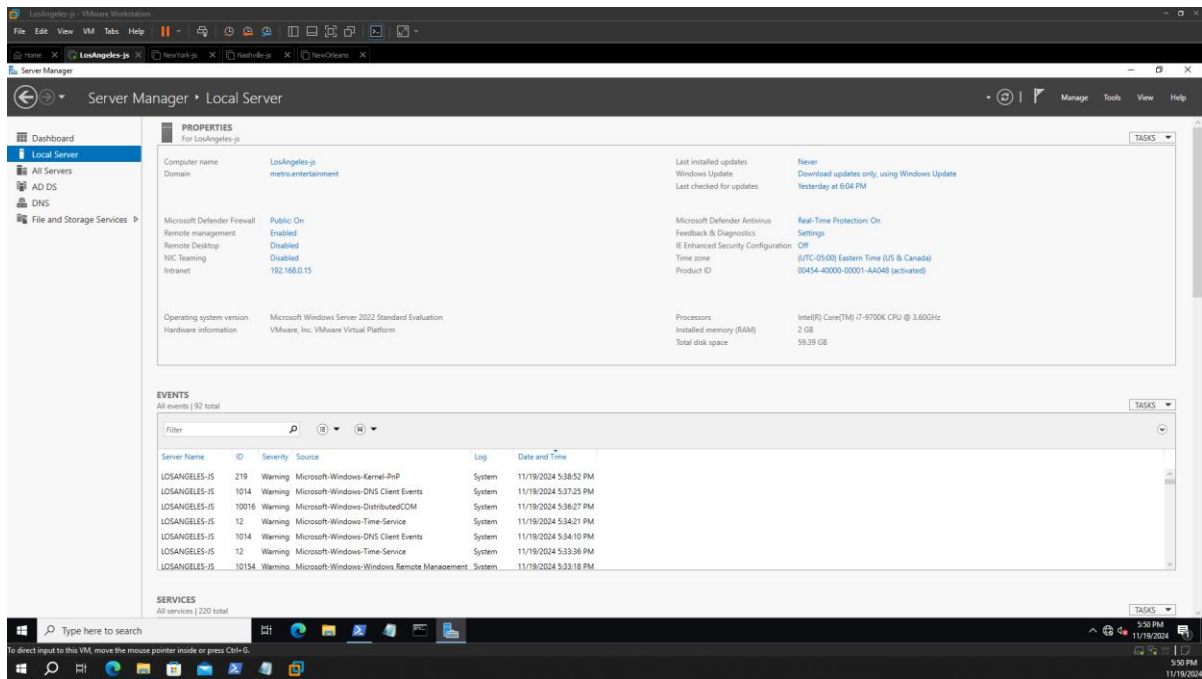 LosAngeles-js - VMware Workstation
File Edit View VM Tabs Help
Home LosAngeles-js NewYork-js Nashville-js NewOrleans
Server Manager
Server Manager • Local Server
Manage Tools View Help
Dashboard
Local Server
All Servers
AD DS
DNS
File and Storage Services
PROPERTIES
For LosAngeles-js
TASKS
Computer name LosAngeles-js
Domain metro.entertainment
Last installed updates Never
Windows Update Download updates only, using Windows Update
Last checked for updates Yesterday at 6:04 PM
Microsoft Defender Firewall Public: On
Remote management Enabled
Remote Desktop Disabled
NIC Teaming Disabled
Intranet 192.168.0.15
Microsoft Defender Antivirus Real-Time Protection: On
Feedback & Diagnostics Settings
IE Enhanced Security Configuration Off
Time zone (UTC-05:00) Eastern Time (US & Canada)
Product ID 00454-40000-00001-AA048 (activated)
Operating system version Microsoft Windows Server 2022 Standard Evaluation
Hardware information VMware, Inc. VMware Virtual Platform
Processors Intel(R) Core(TM) i7-9700K CPU @ 3.60GHz
Installed memory (RAM) 2 GB
Total disk space 59.39 GB
EVENTS
All events | 92 total
TASKS
Filter
Server Name ID Severity Source Log Date and Time
LOSANGELES-JS 219 Warning Microsoft-Windows-Kernel-PnP System 11/19/2024 5:38:52 PM
LOSANGELES-JS 1014 Warning Microsoft-Windows-DNS Client Events System 11/19/2024 5:37:25 PM
LOSANGELES-JS 10016 Warning Microsoft-Windows-DistributedCOM System 11/19/2024 5:36:27 PM
LOSANGELES-JS 12 Warning Microsoft-Windows-Time-Service System 11/19/2024 5:34:21 PM
LOSANGELES-JS 1014 Warning Microsoft-Windows-DNS Client Events System 11/19/2024 5:34:10 PM
LOSANGELES-JS 12 Warning Microsoft-Windows-Time-Service System 11/19/2024 5:33:36 PM
LOSANGELES-JS 10154 Warning Microsoft-Windows-Windows Remote Management System 11/19/2024 5:33:18 PM
SERVICES
All services | 220 total
TASKS
Type here to search
5:50 PM
11/19/2024
To direct input to this VM, move the mouse pointer inside or press Ctrl+G.
5:50 PM
11/19/2024